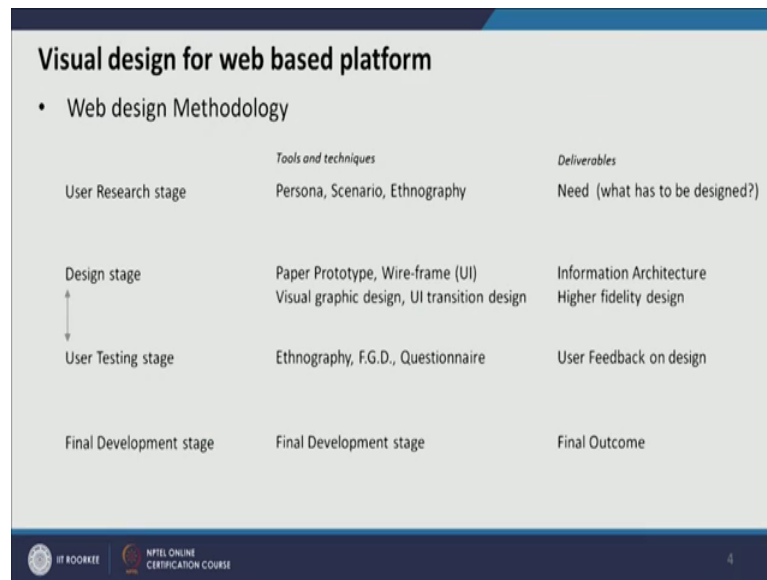 Visual design for web based platform
• Web design Methodology
Tools and techniques Deliverables
User Research stage Persona, Scenario, Ethnography Need (what has to be designed?)
Design stage Paper Prototype, Wire-frame (UI) Information Architecture
Visual graphic design, UI transition design Higher fidelity design
User Testing stage Ethnography, F.G.D., Questionnaire User Feedback on design
Final Development stage Final Development stage Final Outcome
IIT ROORKEE NPTEL ONLINE
CERTIFICATION COURSE
4